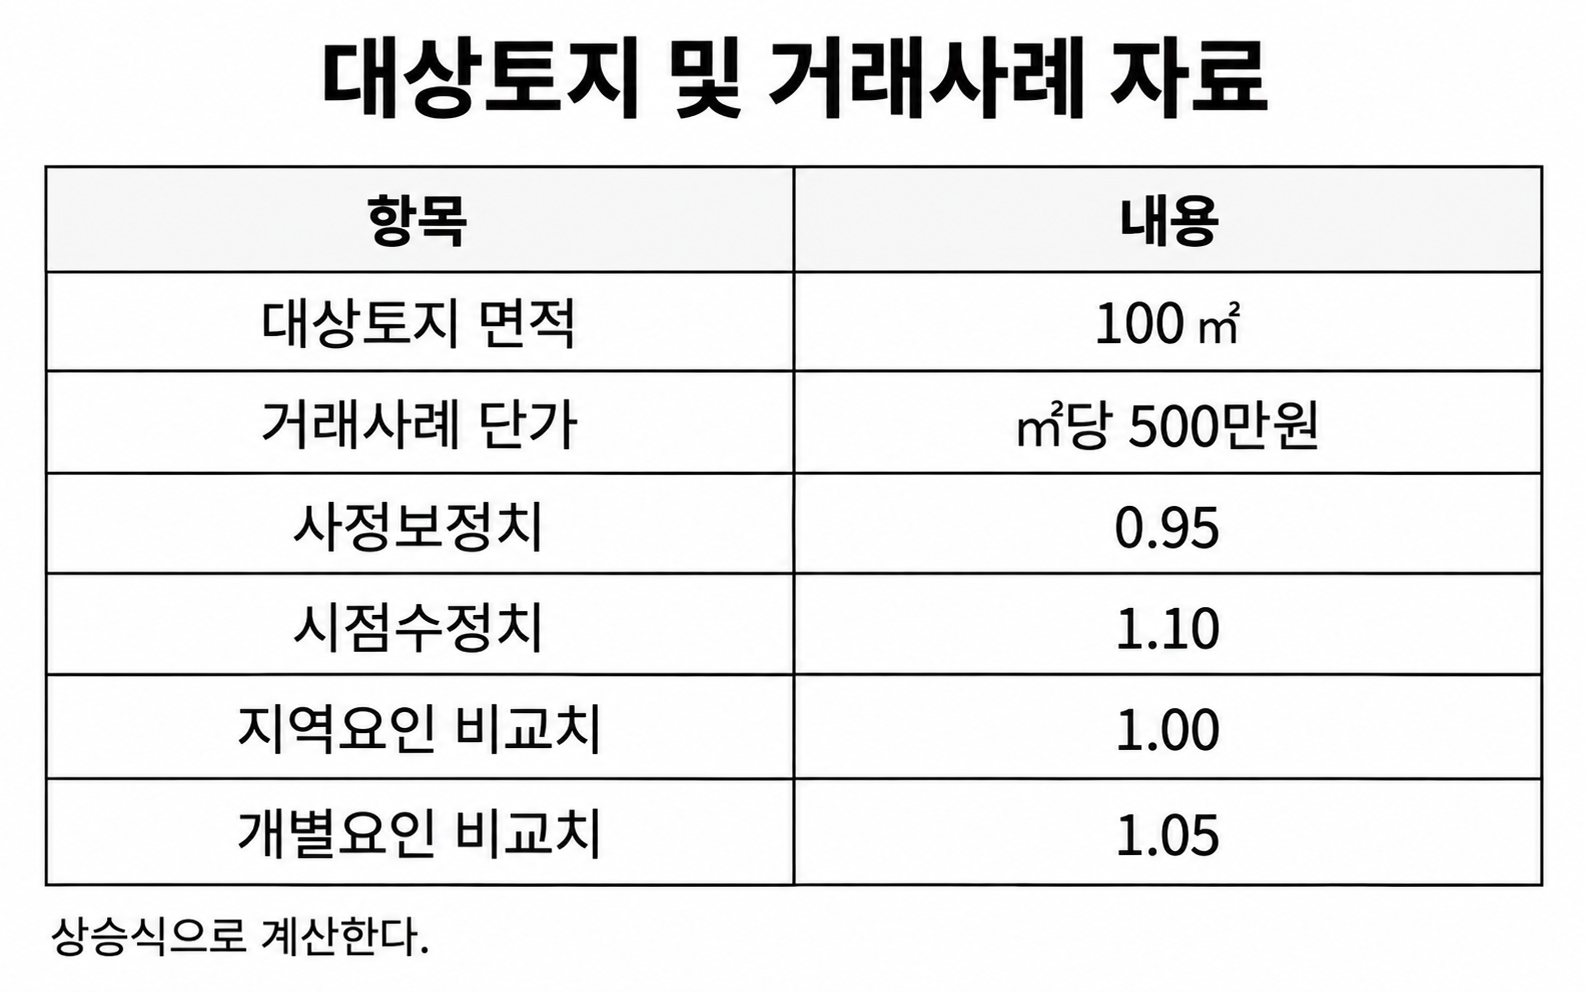 대상토지 및 거래사례 자료
항목 내용
대상토지 면적 100 ㎡
거래사례 단가 ㎡당 500만원
사정보정치 0.95
시점수정치 1.10
지역요인 비교치 1.00
개별요인 비교치 1.05
상승식으로 계산한다.